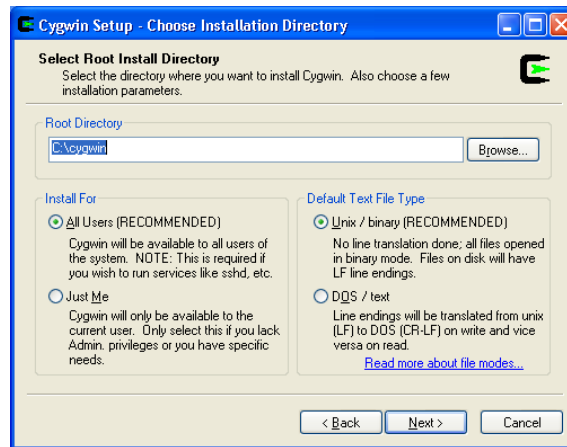 Cygwin Setup - Choose Installation Directory
Select Root Install Directory
Select the directory where you want to install Cygwin. Also choose a few
installation parameters.
Root Directory
C:\cygwin
Browse...
Install For
All Users (RECOMMENDED)
Cygwin will be available to all users of
the system. NOTE: This is required if
you wish to run services like sshd, etc.
Just Me
Cygwin will only be available to the
current user. Only select this if you lack
Admin. privileges or you have specific
needs.
Default Text File Type
Unix / binary (RECOMMENDED)
No line translation done; all files opened
in binary mode. Files on disk will have
LF line endings.
DOS / text
Line endings will be translated from unix
(LF) to DOS (CR-LF) on write and vice
versa on read.
Read more about file modes...
< Back
Next >
Cancel